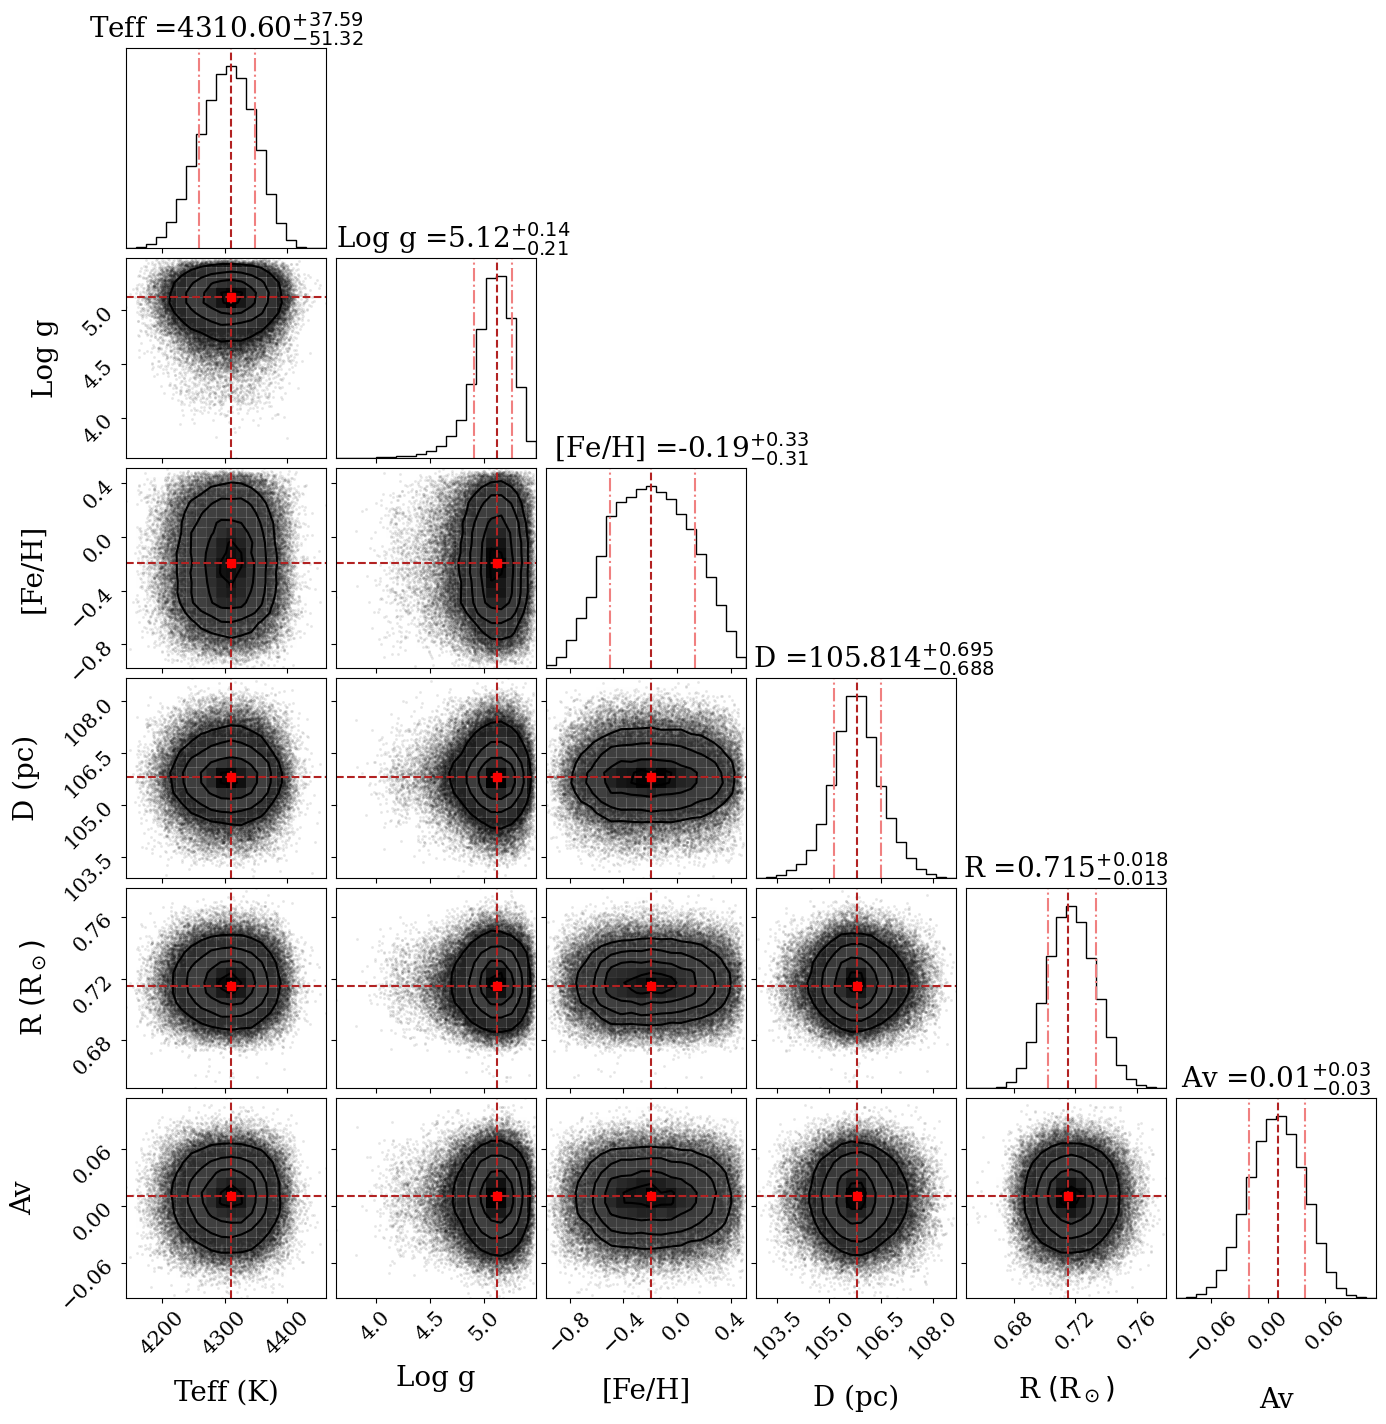 Teff =4310.60$^{+37.59}_{-51.32}$
Log g =5.12$^{+0.14}_{-0.21}$
Log g
5.0
4.5
4.0
[Fe/H] =-0.19$^{+0.33}_{-0.31}$
[Fe/H]
0.4
0.0
−0.4
−0.8
D =105.814$^{+0.695}_{-0.688}$
D (pc)
108.0
106.5
105.0
103.5
R =0.715$^{+0.018}_{-0.013}$
R (R$_\odot$)
0.76
0.72
0.68
Av =0.01$^{+0.03}_{-0.03}$
Av
0.06
0.00
−0.06
4200 4300 4400
4.0 4.5 5.0
−0.8 −0.4 0.0 0.4
103.5 105.0 106.5 108.0
0.68 0.72 0.76
−0.06 0.00 0.06
Teff (K)
Log g
[Fe/H]
D (pc)
R (R$_\odot$)
Av